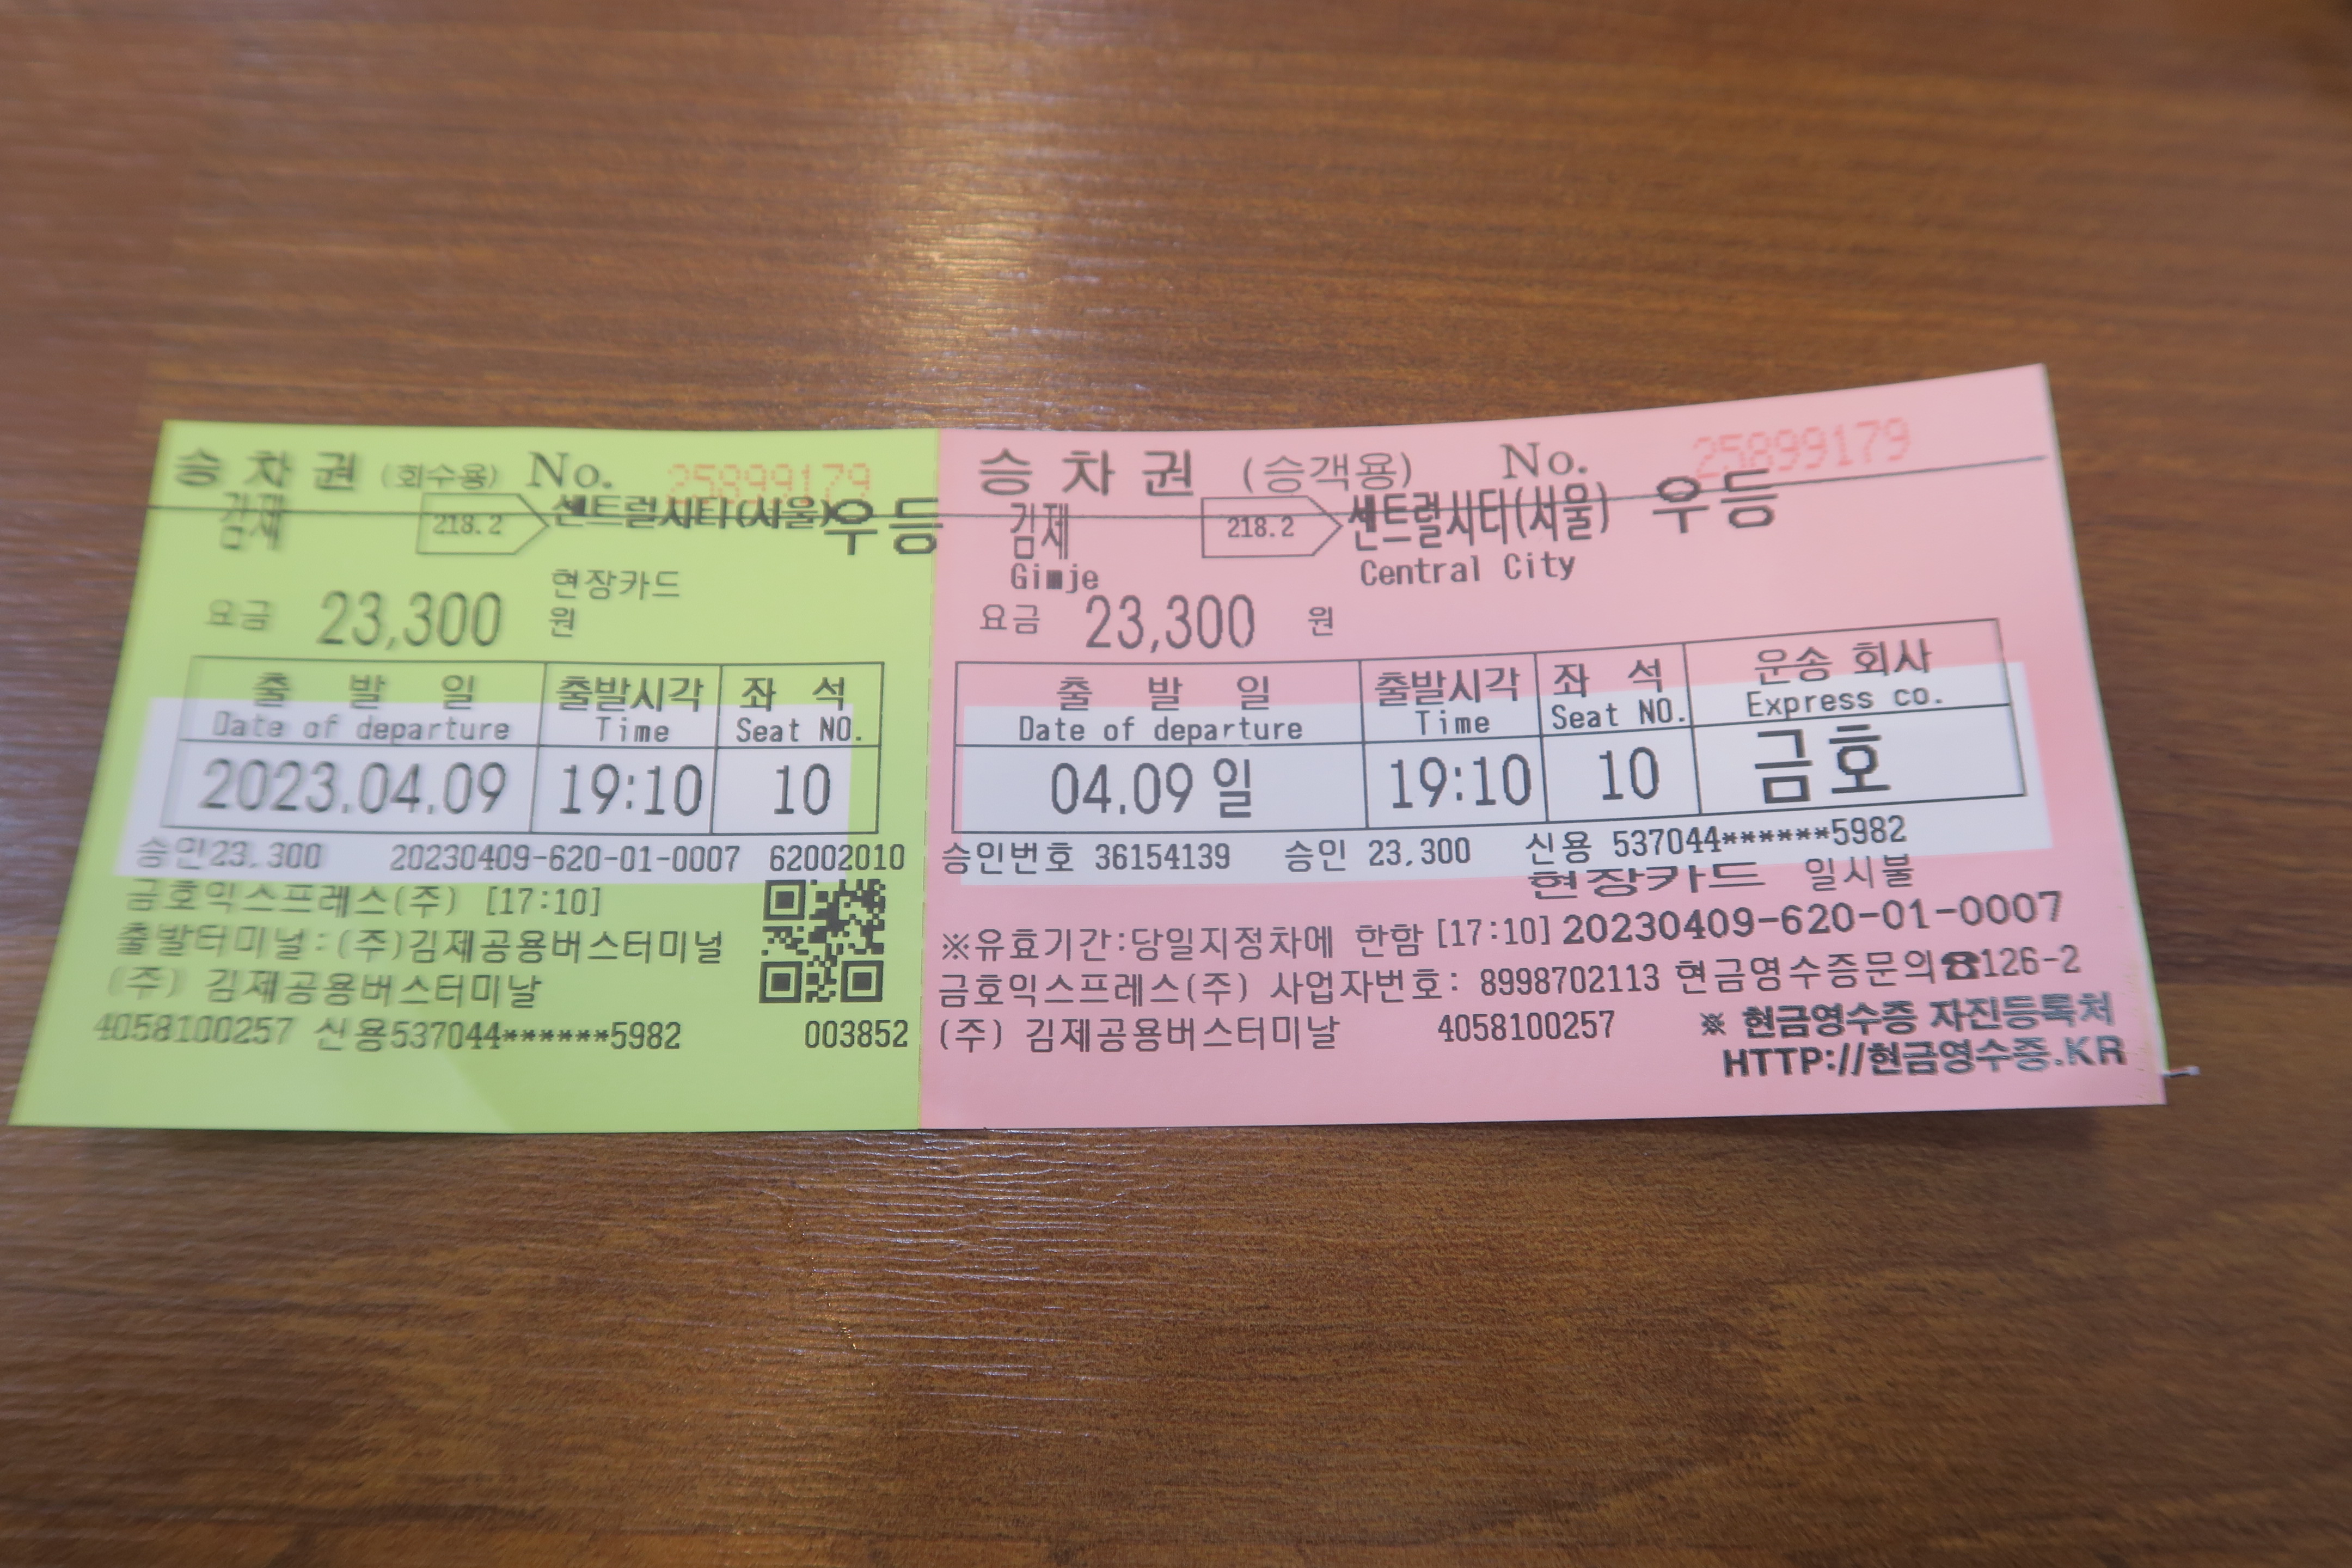 승차권 (회수용) No. 25899179
김제 218.2 센트럴시티(서울) 우등
현장카드
요금 23,300 원
출 발 일 출발시각 좌 석
Date of departure Time Seat NO.
2023.04.09 19:10 10
승인23,300 20230409-620-01-0007 62002010
금호익스프레스(주) [17:10]
출발터미널:(주)김제공용버스터미널
(주) 김제공용버스터미날
4058100257 신용537044******5982 003852
승차권 (승객용) No. 25899179
김제 218.2 센트럴시티(서울) 우등
Gimje Central City
요금 23,300 원
출 발 일 출발시각 좌 석 운송 회사
Date of departure Time Seat NO. Express co.
04.09 일 19:10 10 금호
승인번호 36154139 승인 23,300 신용 537044******5982
현장카드 일시불
※유효기간:당일지정차에 한함 [17:10] 20230409-620-01-0007
금호익스프레스(주) 사업자번호: 8998702113 현금영수증문의☎126-2
(주) 김제공용버스터미날 4058100257 ※ 현금영수증 자진등록처
HTTP://현금영수증.KR